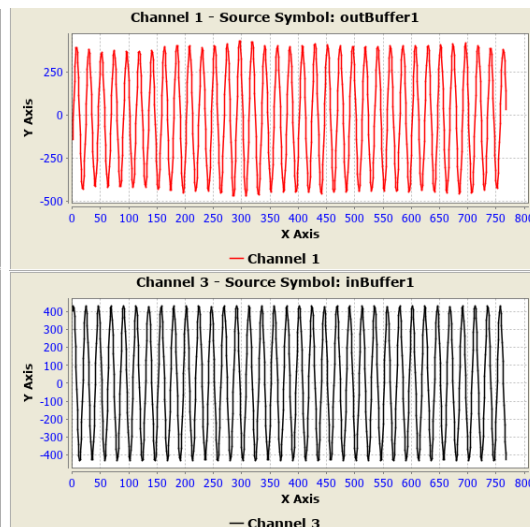 Channel 1 - Source Symbol: outBuffer1
Y Axis
250
0
-250
-500
0 50 100 150 200 250 300 350 400 450 500 550 600 650 700 750 800
X Axis
Channel 1
Channel 3 - Source Symbol: inBuffer1
Y Axis
400
300
200
100
0
-100
-200
-300
-400
0 50 100 150 200 250 300 350 400 450 500 550 600 650 700 750 800
X Axis
Channel 3